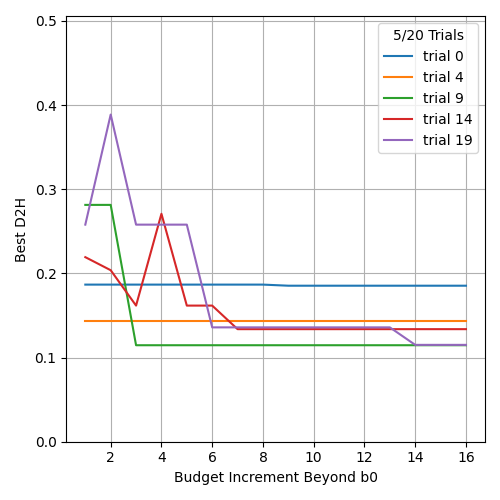 5/20 Trials
trial 0
trial 4
trial 9
trial 14
trial 19
Best D2H
0.5
0.4
0.3
0.2
0.1
0.0
2 4 6 8 10 12 14 16
Budget Increment Beyond b0